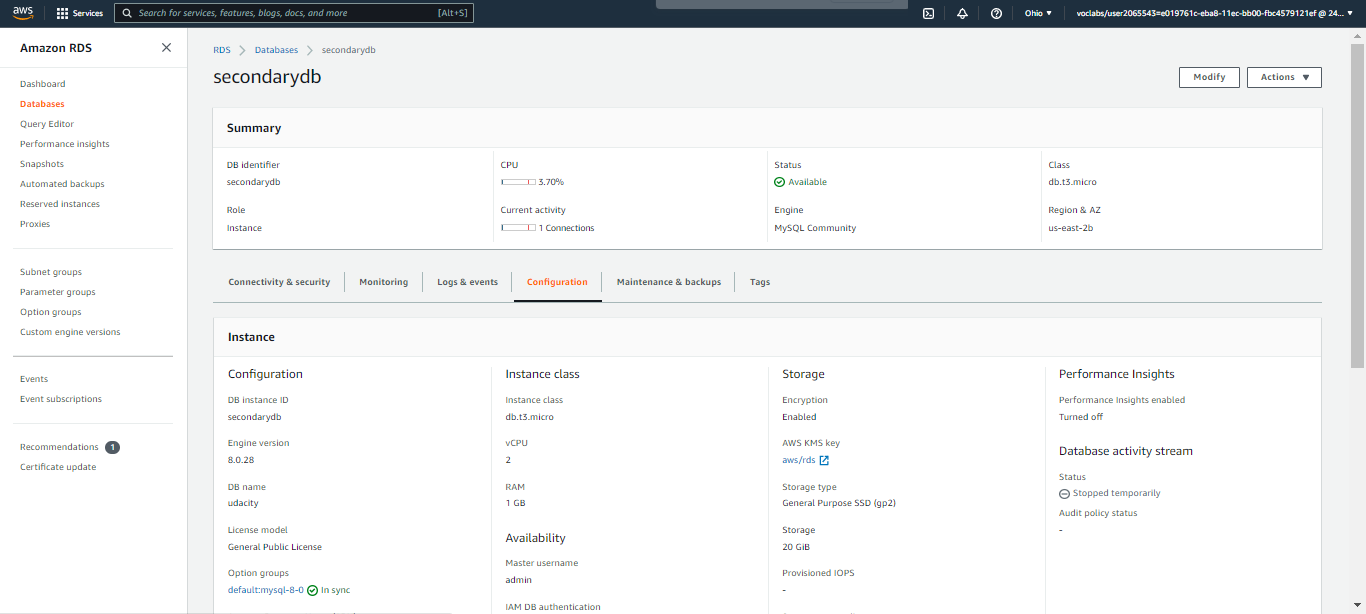 aws
Services
Search for services, features, blogs, docs, and more
[Alt+S]
Ohio ▼
voclabs/user2065543=e019761c-eba8-11ec-bb00-fbc4579121ef @ 24... ▼
Amazon RDS
Dashboard
Databases
Query Editor
Performance insights
Snapshots
Automated backups
Reserved instances
Proxies
Subnet groups
Parameter groups
Option groups
Custom engine versions
Events
Event subscriptions
Recommendations 1
Certificate update
RDS > Databases > secondarydb
secondarydb
Modify
Actions ▼
Summary
DB identifier
secondarydb
Role
Instance
CPU
3.70%
Current activity
1 Connections
Status
Available
Engine
MySQL Community
Class
db.t3.micro
Region & AZ
us-east-2b
Connectivity & security
Monitoring
Logs & events
Configuration
Maintenance & backups
Tags
Instance
Configuration
DB instance ID
secondarydb
Engine version
8.0.28
DB name
udacity
License model
General Public License
Option groups
default:mysql-8-0 In sync
Instance class
Instance class
db.t3.micro
vCPU
2
RAM
1 GB
Availability
Master username
admin
IAM DB authentication
Storage
Encryption
Enabled
AWS KMS key
aws/rds
Storage type
General Purpose SSD (gp2)
Storage
20 GiB
Provisioned IOPS
-
Performance Insights
Performance Insights enabled
Turned off
Database activity stream
Status
Stopped temporarily
Audit policy status
-